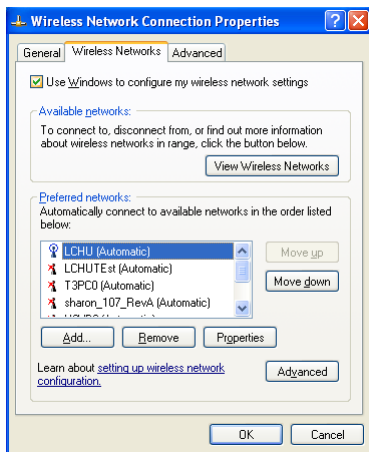 Wireless Network Connection Properties
General Wireless Networks Advanced
Use Windows to configure my wireless network settings
Available networks:
To connect to, disconnect from, or find out more information
about wireless networks in range, click the button below.
View Wireless Networks
Preferred networks:
Automatically connect to available networks in the order listed
below:
LCHU (Automatic)
LCHUTEst (Automatic)
T3PC0 (Automatic)
sharon_107_RevA (Automatic)
Move up
Move down
Add... Remove Properties
Learn about setting up wireless network
configuration.
Advanced
OK Cancel